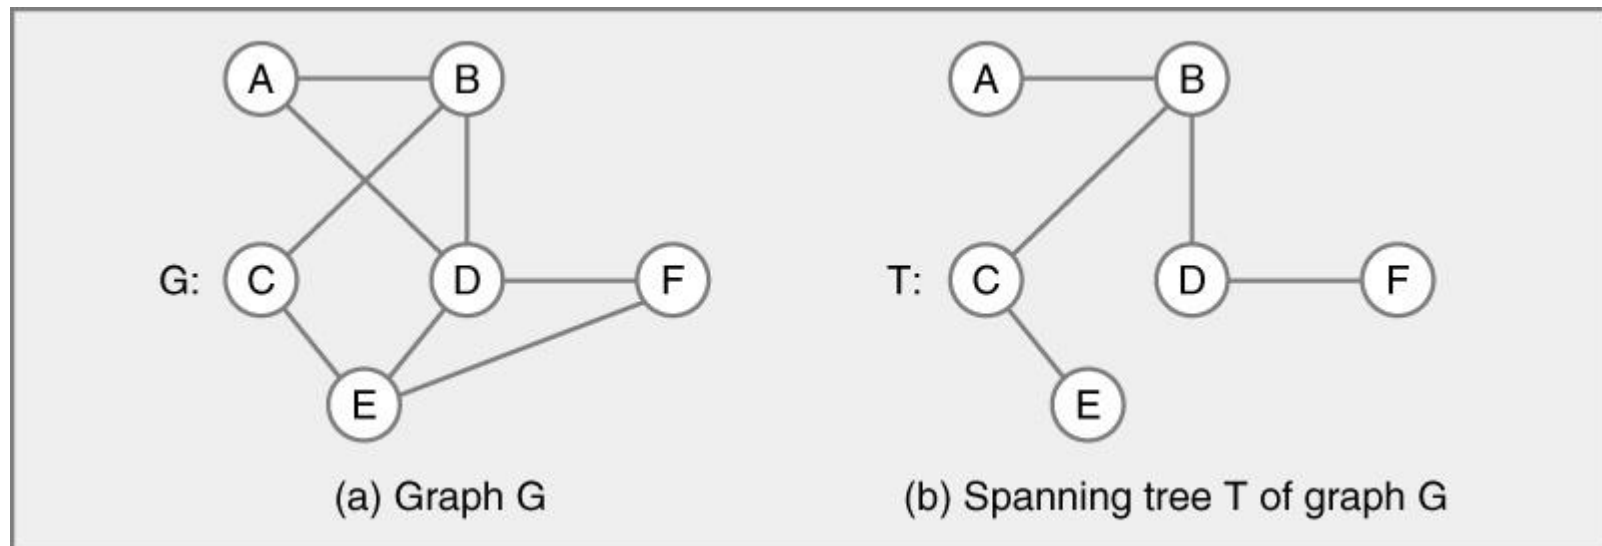 A B
G: C D F
E
(a) Graph G
A B
T: C D F
E
(b) Spanning tree T of graph G